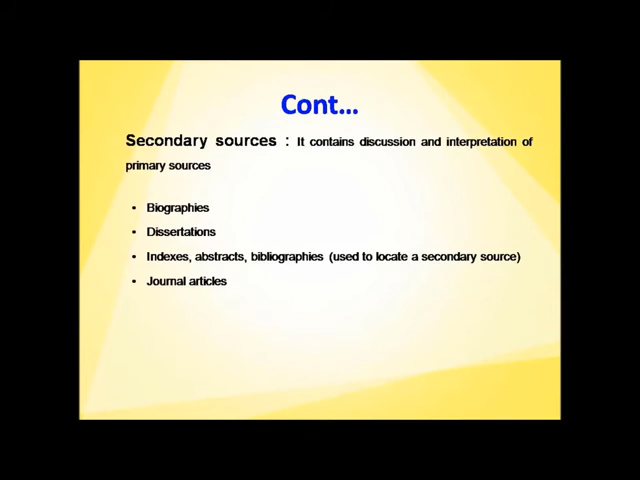 Cont...
Secondary sources : It contains discussion and interpretation of
primary sources
• Biographies
• Dissertations
• Indexes, abstracts, bibliographies (used to locate a secondary source)
• Journal articles